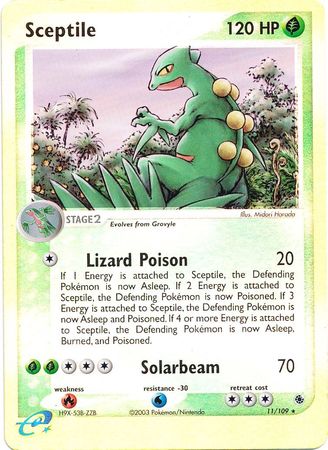 Sceptile 120 HP
Illus. Midori Harada
STAGE2
Evolves from Grovyle
Lizard Poison 20
If 1 Energy is attached to Sceptile, the Defending
Pokémon is now Asleep. If 2 Energy is attached to
Sceptile, the Defending Pokémon is now Poisoned. If 3
Energy is attached to Sceptile, the Defending Pokémon is
now Asleep and Poisoned. If 4 or more Energy is attached
to Sceptile, the Defending Pokémon is now Asleep,
Burned, and Poisoned.
Solarbeam 70
weakness resistance -30 retreat cost
H9X-538-ZZB ©2003 Pokémon/Nintendo 11/109 ★
e